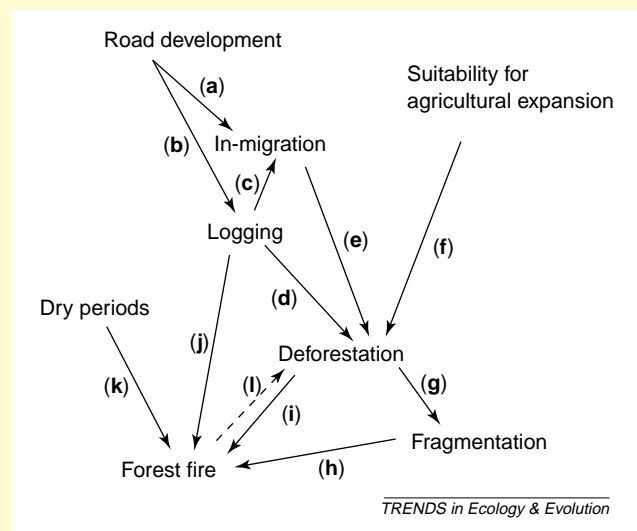 Road development
Suitability for
agricultural expansion
(a)
(b)
In-migration
(c)
Logging
(e)
(f)
(d)
Dry periods
(j)
Deforestation
(k)
(l)
(i)
(g)
Fragmentation
Forest fire
(h)
TRENDS in Ecology & Evolution